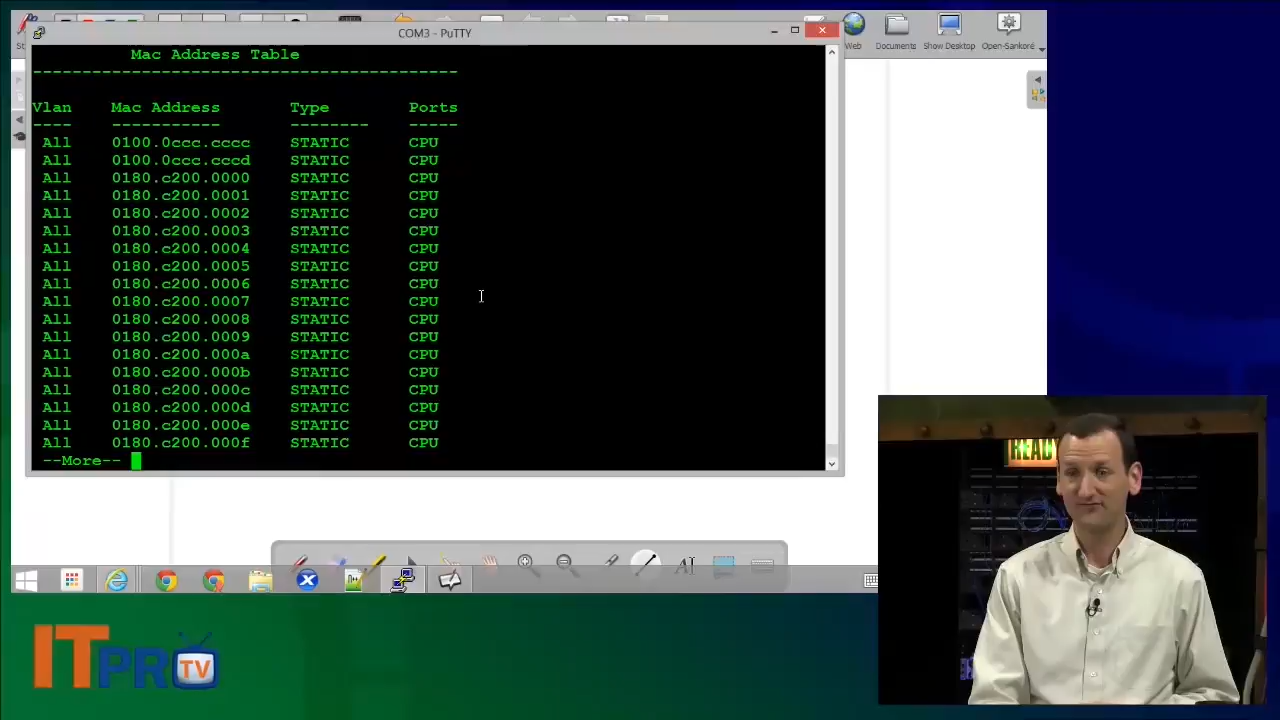 COM3 - PuTTY
Web
Documents
Show Desktop
Open-Sankoré
Mac Address Table
-------------------------------------------
Vlan Mac Address Type Ports
---- ----------- -------- -----
All 0100.0ccc.cccc STATIC CPU
All 0100.0ccc.cccd STATIC CPU
All 0180.c200.0000 STATIC CPU
All 0180.c200.0001 STATIC CPU
All 0180.c200.0002 STATIC CPU
All 0180.c200.0003 STATIC CPU
All 0180.c200.0004 STATIC CPU
All 0180.c200.0005 STATIC CPU
All 0180.c200.0006 STATIC CPU
All 0180.c200.0007 STATIC CPU
All 0180.c200.0008 STATIC CPU
All 0180.c200.0009 STATIC CPU
All 0180.c200.000a STATIC CPU
All 0180.c200.000b STATIC CPU
All 0180.c200.000c STATIC CPU
All 0180.c200.000d STATIC CPU
All 0180.c200.000e STATIC CPU
All 0180.c200.000f STATIC CPU
--More--
READ
AI
ITPRO
TV